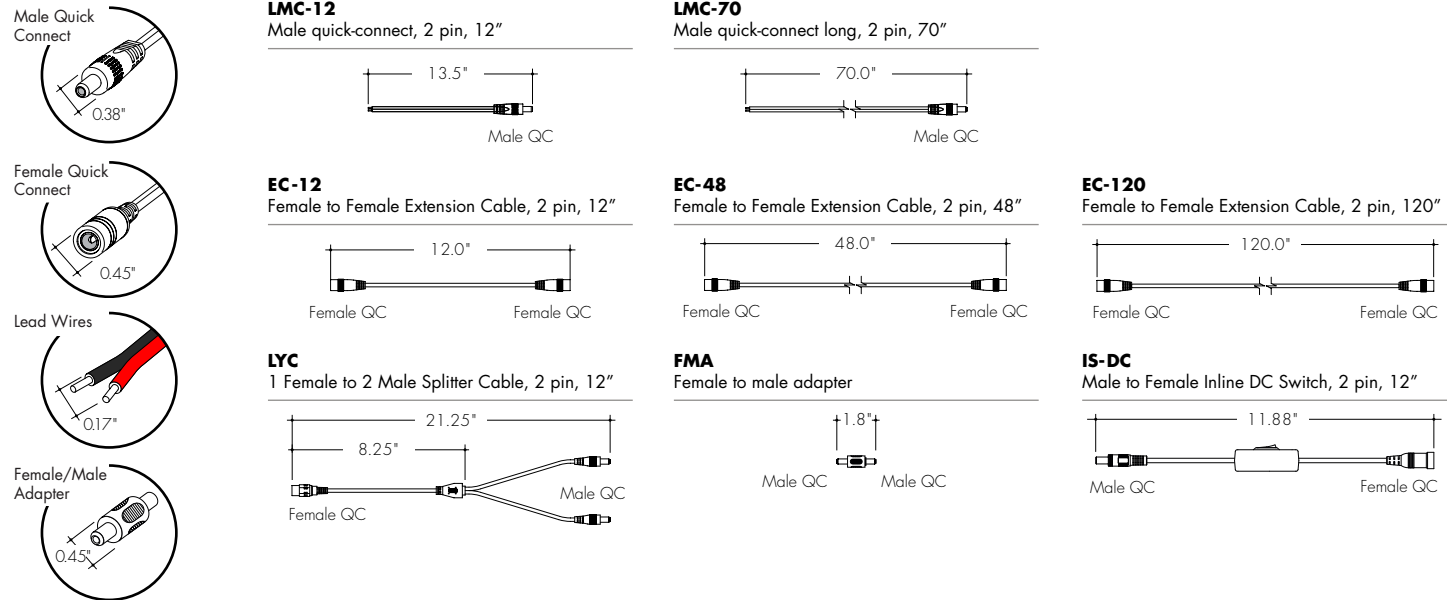 Male Quick
Connect
0.38"
Female Quick
Connect
0.45"
Lead Wires
0.17"
Female/Male
Adapter
0.45"
LMC-12
Male quick-connect, 2 pin, 12”
13.5"
Male QC
LMC-70
Male quick-connect long, 2 pin, 70”
70.0"
Male QC
EC-12
Female to Female Extension Cable, 2 pin, 12”
12.0"
Female QC Female QC
EC-48
Female to Female Extension Cable, 2 pin, 48”
48.0"
Female QC Female QC
EC-120
Female to Female Extension Cable, 2 pin, 120”
120.0"
Female QC Female QC
LYC
1 Female to 2 Male Splitter Cable, 2 pin, 12”
21.25"
8.25"
Male QC
Female QC
FMA
Female to male adapter
1.8"
Male QC Male QC
IS-DC
Male to Female Inline DC Switch, 2 pin, 12”
11.88"
Male QC Female QC